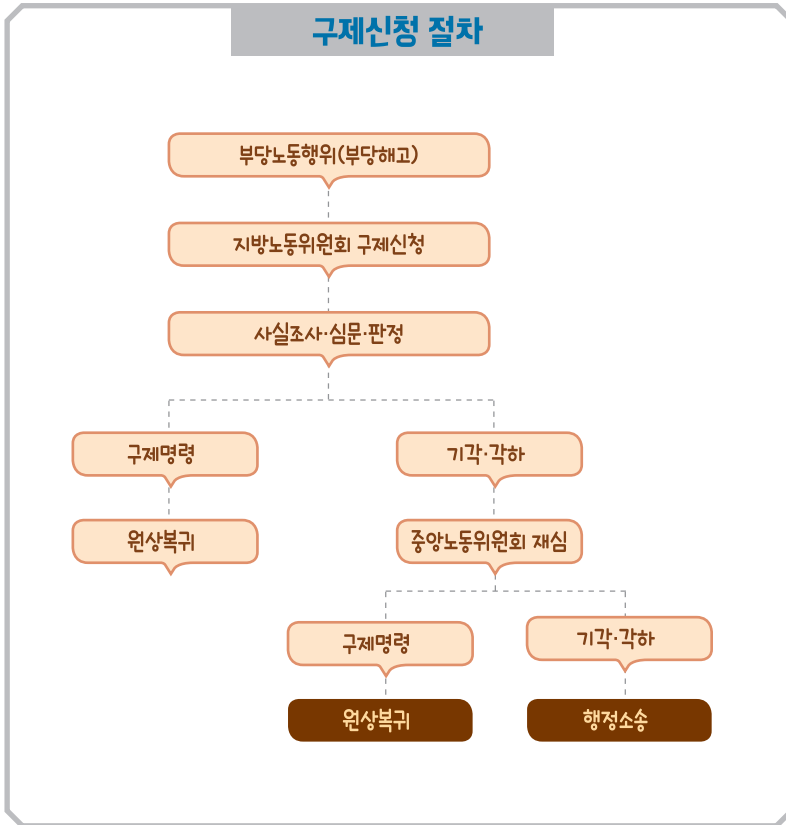 구제신청 절차
부당노동행위(부당해고)
지방노동위원회 구제신청
사실조사·심문·판정
구제명령
기각·각하
원상복귀
중앙노동위원회 재심
구제명령
기각·각하
원상복귀
행정소송